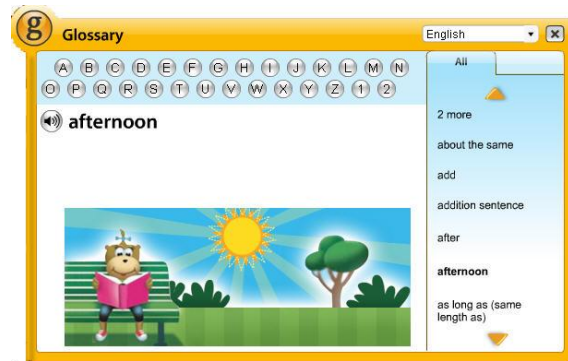 g
Glossary
English
A B C D E F G H I J K L M N
O P Q R S T U V W X Y Z 1 2
afternoon
All
2 more
about the same
add
addition sentence
after
afternoon
as long as (same
length as)